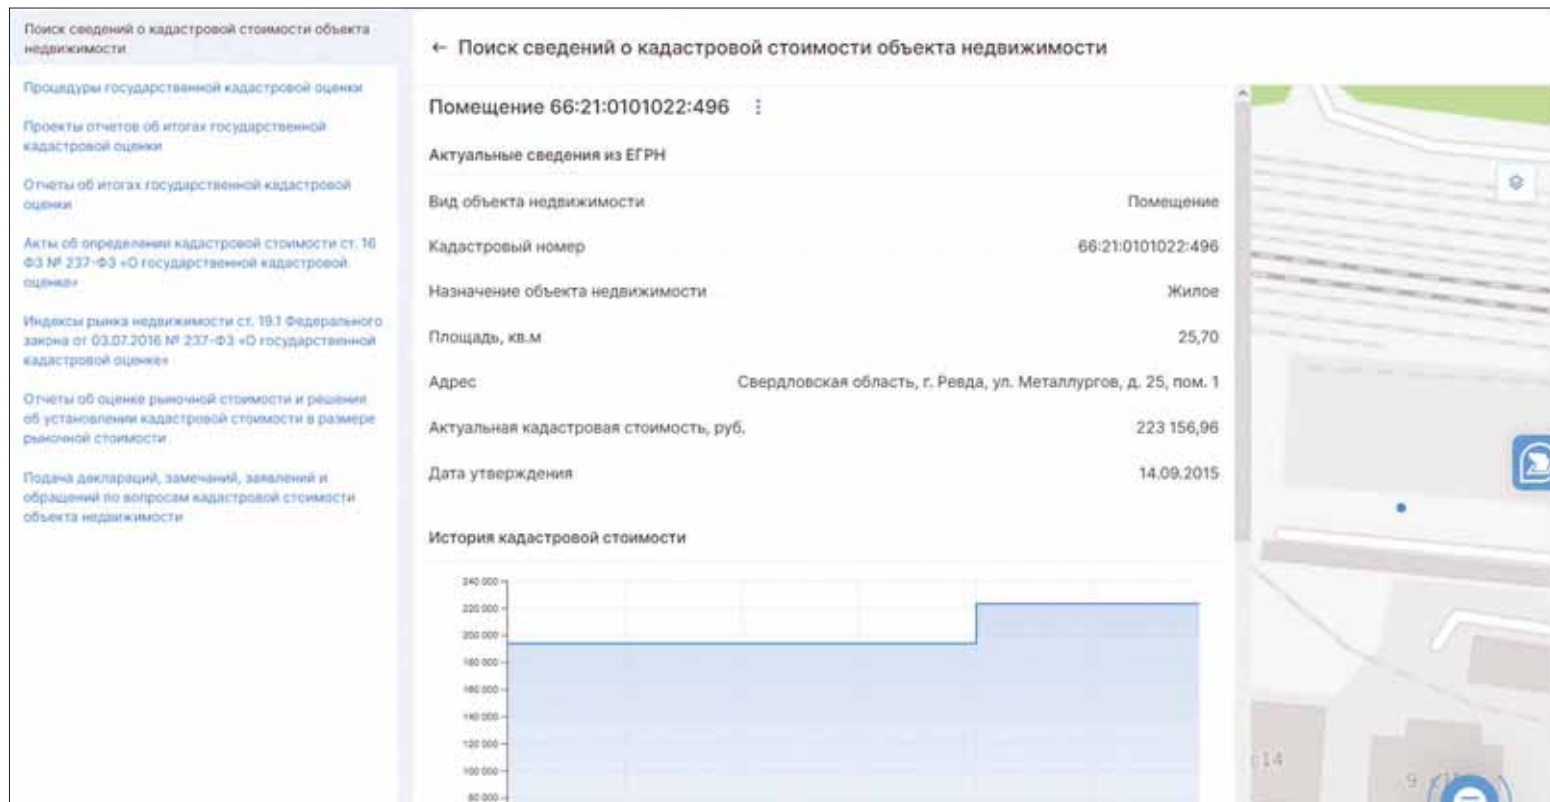 Поиск сведений о кадастровой стоимости объекта
недвижимости
Процедуры государственной кадастровой оценки
Проекты отчетов об итогах государственной
кадастровой оценки
Отчеты об итогах государственной кадастровой
оценки
Акты об определении кадастровой стоимости ст. 16
ФЗ № 237-ФЗ «О государственной кадастровой
оценке»
Индексы рынка недвижимости ст. 19.1 Федерального
закона от 03.07.2016 № 237-ФЗ «О государственной
кадастровой оценке»
Отчеты об оценке рыночной стоимости и решения
об установлении кадастровой стоимости в размере
рыночной стоимости
Подача деклараций, замечаний, заявлений и
обращений по вопросам кадастровой стоимости
объекта недвижимости
← Поиск сведений о кадастровой стоимости объекта недвижимости
Помещение 66:21:0101022:496
Актуальные сведения из ЕГРН
Вид объекта недвижимости Помещение
Кадастровый номер 66:21:0101022:496
Назначение объекта недвижимости Жилое
Площадь, кв.м 25,70
Адрес Свердловская область, г. Ревда, ул. Металлургов, д. 25, пом. 1
Актуальная кадастровая стоимость, руб. 223 156,96
Дата утверждения 14.09.2015
История кадастровой стоимости
240 000
220 000
200 000
180 000
160 000
140 000
120 000
100 000
80 000
14
9